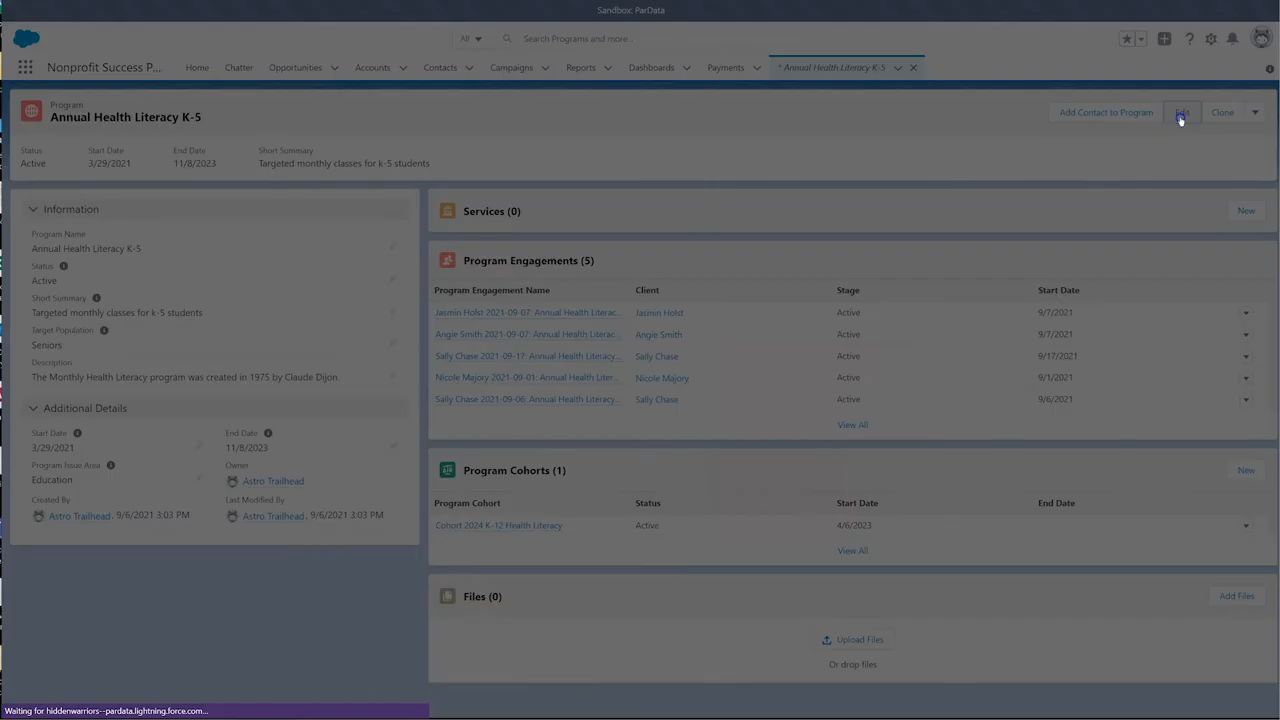 Sandbox: ParData
All
Search Programs and more...
Nonprofit Success P...
Home
Chatter
Opportunities
Accounts
Contacts
Campaigns
Reports
Dashboards
Payments
* Annual Health Literacy K-5
Program
Annual Health Literacy K-5
Add Contact to Program
Edit
Clone
Status
Start Date
End Date
Short Summary
Active
3/29/2021
11/8/2023
Targeted monthly classes for k-5 students
Information
Program Name
Annual Health Literacy K-5
Status
Active
Short Summary
Targeted monthly classes for k-5 students
Target Population
Seniors
Description
The Monthly Health Literacy program was created in 1975 by Claude Dijon.
Additional Details
Start Date
End Date
3/29/2021
11/8/2023
Program Issue Area
Owner
Education
Astro Trailhead
Created By
Last Modified By
Astro Trailhead, 9/6/2021 3:03 PM
Astro Trailhead, 9/6/2021 3:03 PM
Services (0)
New
Program Engagements (5)
Program Engagement Name
Client
Stage
Start Date
Jasmin Holst 2021-09-07: Annual Health Literac...
Jasmin Holst
Active
9/7/2021
Angie Smith 2021-09-07: Annual Health Literac...
Angie Smith
Active
9/7/2021
Sally Chase 2021-09-17: Annual Health Literacy...
Sally Chase
Active
9/17/2021
Nicole Majory 2021-09-01: Annual Health Liter...
Nicole Majory
Active
9/1/2021
Sally Chase 2021-09-06: Annual Health Literacy...
Sally Chase
Active
9/6/2021
View All
Program Cohorts (1)
New
Program Cohort
Status
Start Date
End Date
Cohort 2024 K-12 Health Literacy
Active
4/6/2023
View All
Files (0)
Add Files
Upload Files
Or drop files
Waiting for hiddenwarriors--pardata.lightning.force.com...